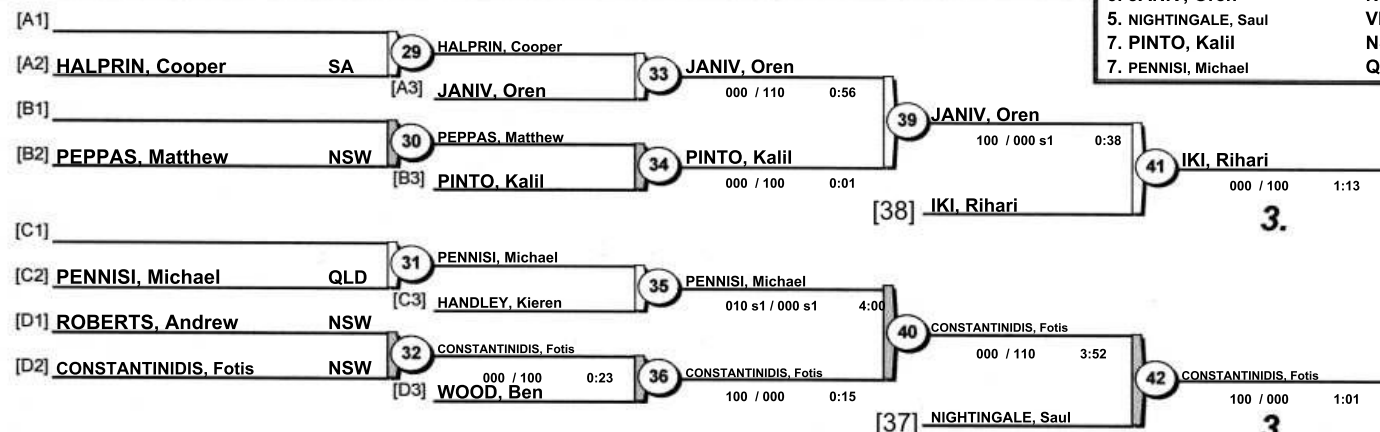 5. NIGHTINGALE, Saul
7. PINTO, Kalil N
7. PENNISI, Michael Q
[A1]
[A2] HALPRIN, Cooper SA
29
HALPRIN, Cooper
[A3] JANIV, Oren
33
JANIV, Oren
000 / 110 0:56
[B1]
[B2] PEPPAS, Matthew NSW
30
PEPPAS, Matthew
[B3] PINTO, Kalil
34
PINTO, Kalil
000 / 100 0:01
39
JANIV, Oren
100 / 000 s1 0:38
[38] IKI, Rihari
41
IKI, Rihari
000 / 100 1:13
3.
[C1]
[C2] PENNISI, Michael QLD
31
PENNISI, Michael
[C3] HANDLEY, Kieren
35
PENNISI, Michael
010 s1 / 000 s1 4:00
[D1] ROBERTS, Andrew NSW
[D2] CONSTANTINIDIS, Fotis NSW
32
CONSTANTINIDIS, Fotis
000 / 100 0:23
[D3] WOOD, Ben
36
CONSTANTINIDIS, Fotis
100 / 000 0:15
40
CONSTANTINIDIS, Fotis
000 / 110 3:52
[37] NIGHTINGALE, Saul
42
CONSTANTINIDIS, Fotis
100 / 000 1:01
3